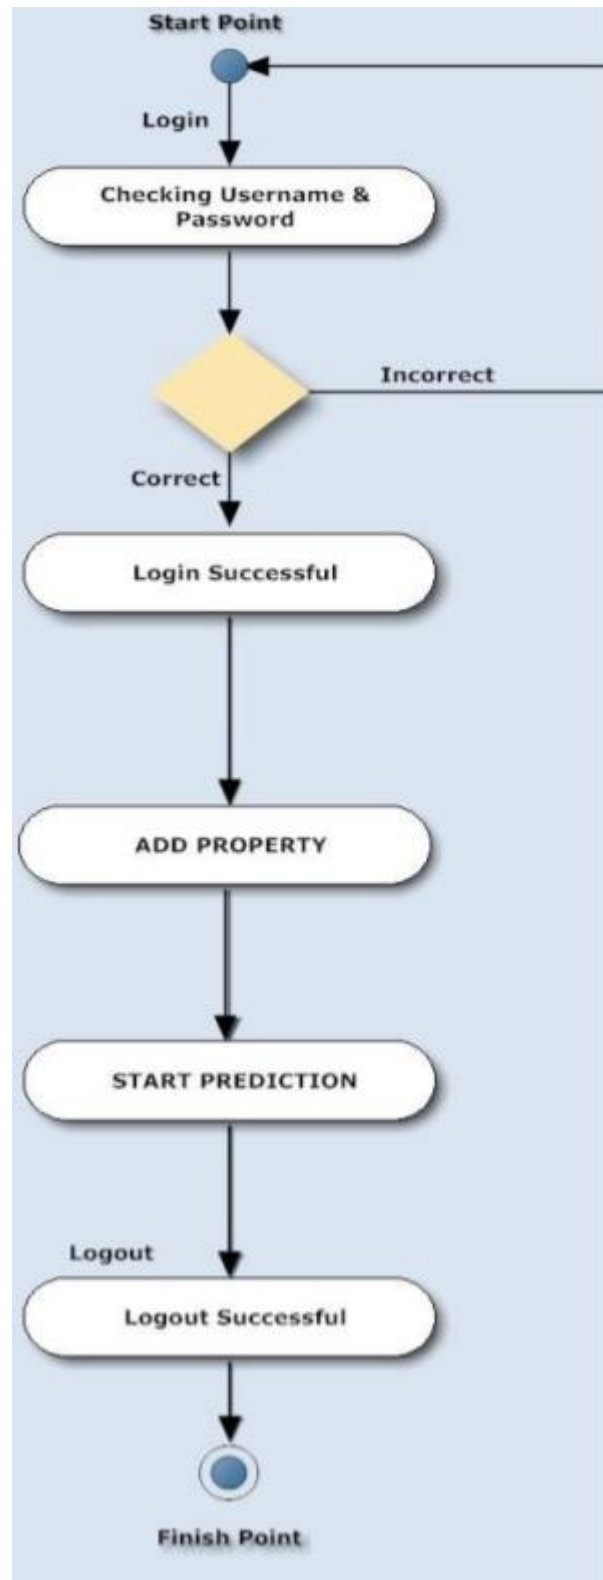 Start Point
Login
Checking Username &
Password
Incorrect
Correct
Login Successful
ADD PROPERTY
START PREDICTION
Logout
Logout Successful
Finish Point